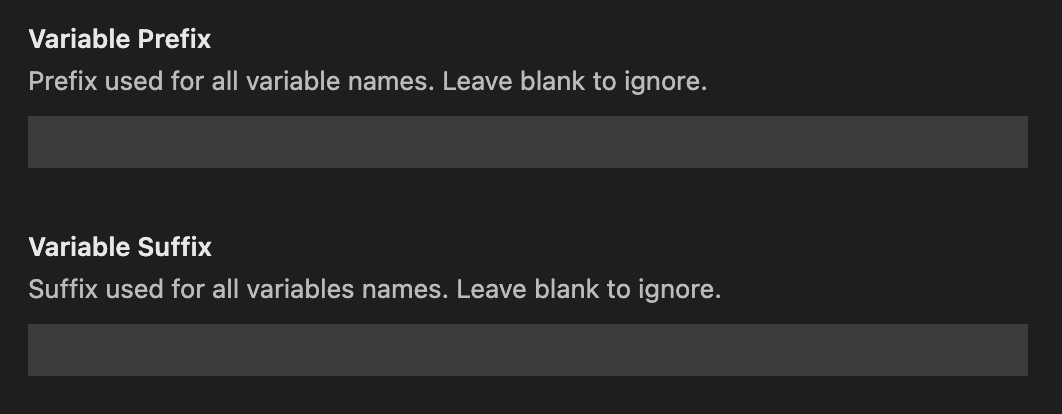 Variable Prefix
Prefix used for all variable names. Leave blank to ignore.
Variable Suffix
Suffix used for all variables names. Leave blank to ignore.